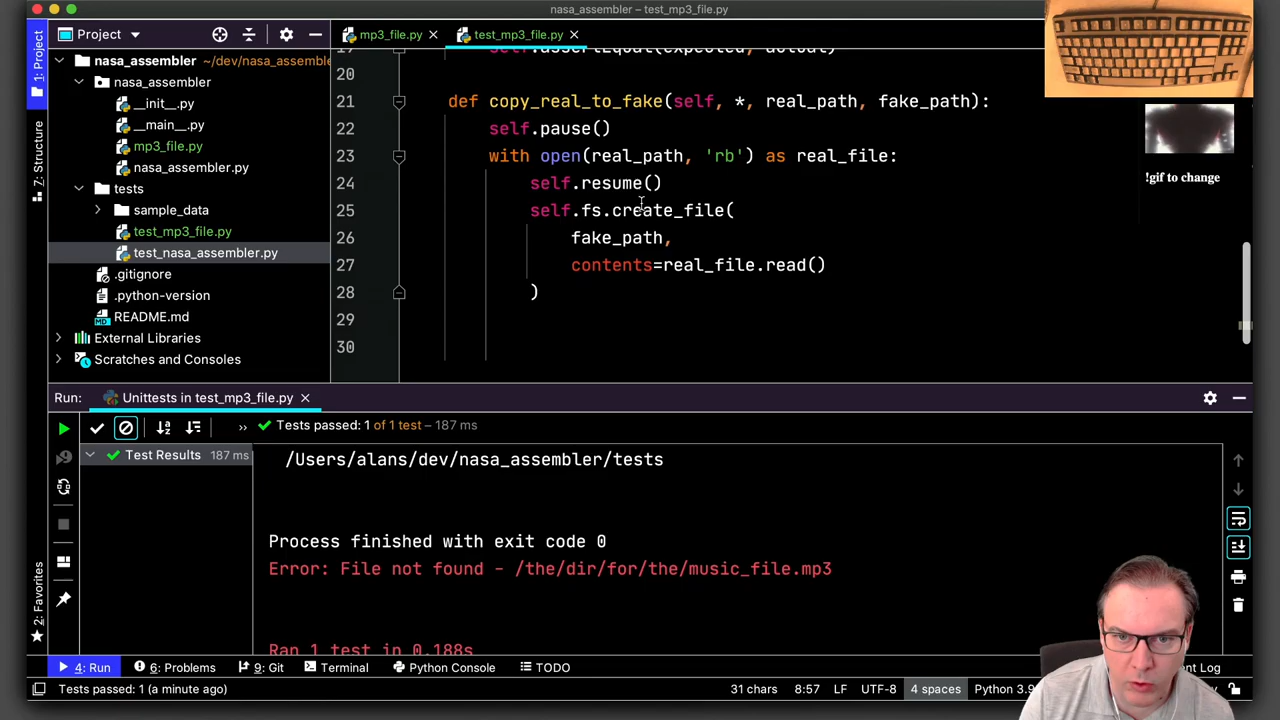 nasa_assembler – test_mp3_file.py
Project
mp3_file.py
test_mp3_file.py
1: Project
7: Structure
2: Favorites
nasa_assembler ~/dev/nasa_assemble
nasa_assembler
__init__.py
__main__.py
mp3_file.py
nasa_assembler.py
tests
sample_data
test_mp3_file.py
test_nasa_assembler.py
.gitignore
.python-version
README.md
External Libraries
Scratches and Consoles
20
21 def copy_real_to_fake(self, *, real_path, fake_path):
22 self.pause()
23 with open(real_path, 'rb') as real_file:
24 self.resume()
25 self.fs.create_file(
26 fake_path,
27 contents=real_file.read()
28 )
29
30
!gif to change
Run: Unittests in test_mp3_file.py
Tests passed: 1 of 1 test – 187 ms
Test Results 187 ms
/Users/alans/dev/nasa_assembler/tests
Process finished with exit code 0
Error: File not found - /the/dir/for/the/music_file.mp3
Ran 1 test in 0.188s
4: Run
6: Problems
9: Git
Terminal
Python Console
TODO
nt Log
Tests passed: 1 (a minute ago)
31 chars
8:57
LF
UTF-8
4 spaces
Python 3.9